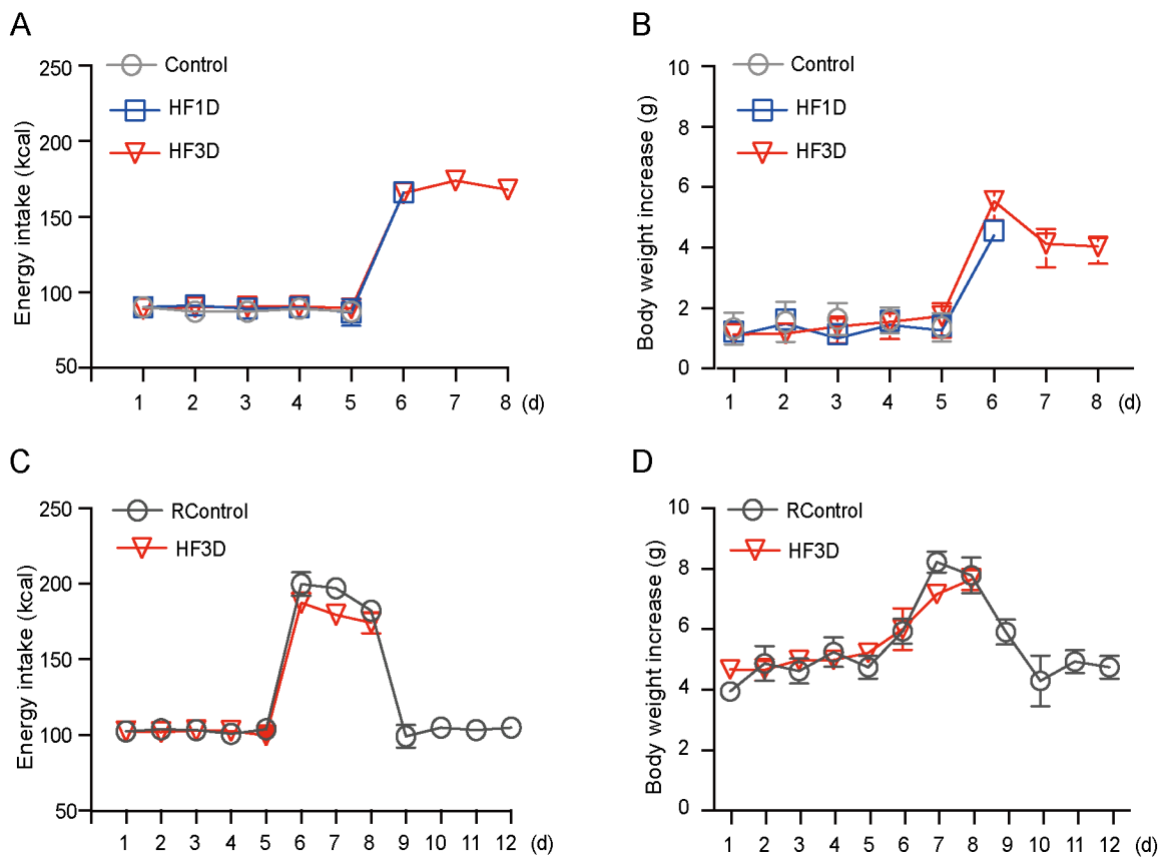 A
Energy intake (kcal)
250
200
150
100
50
Control
HF1D
HF3D
1 2 3 4 5 6 7 8 (d)
B
Body weight increase (g)
10
8
6
4
2
0
Control
HF1D
HF3D
1 2 3 4 5 6 7 8 (d)
C
Energy intake (kcal)
250
200
150
100
50
RControl
HF3D
1 2 3 4 5 6 7 8 9 10 11 12 (d)
D
Body weight increase (g)
10
8
6
4
2
0
RControl
HF3D
1 2 3 4 5 6 7 8 9 10 11 12 (d)